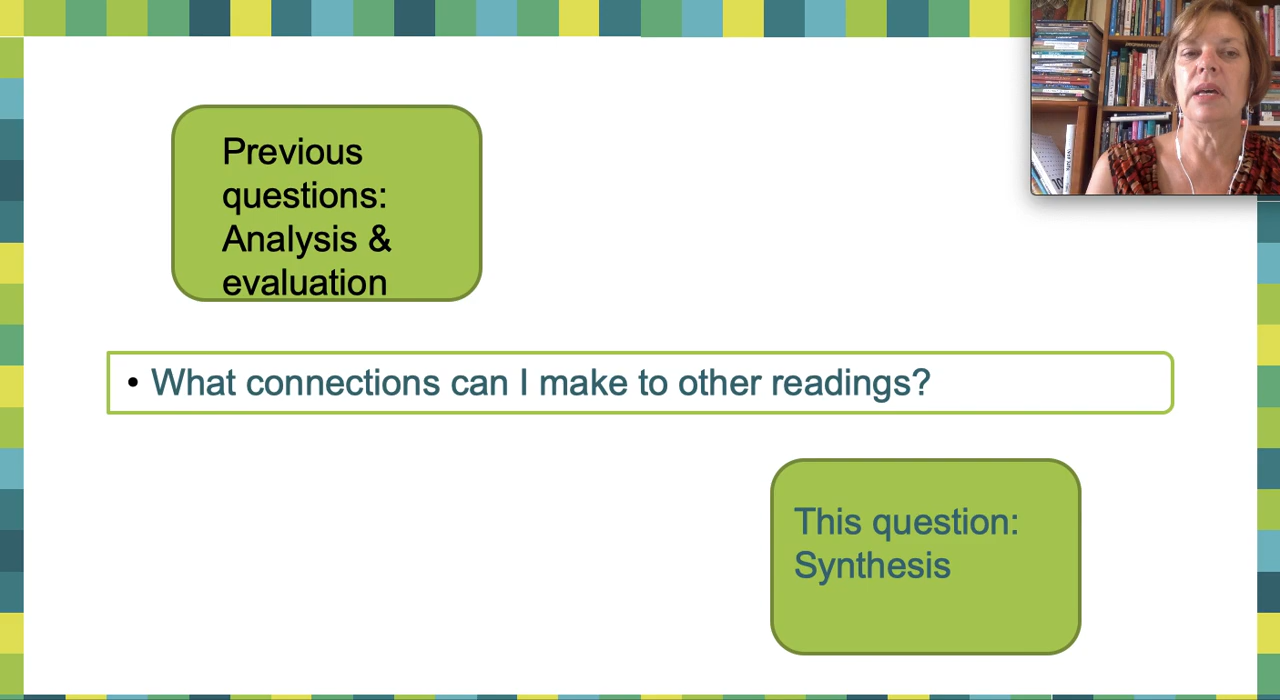 Previous
questions:
Analysis &
evaluation
• What connections can I make to other readings?
This question:
Synthesis